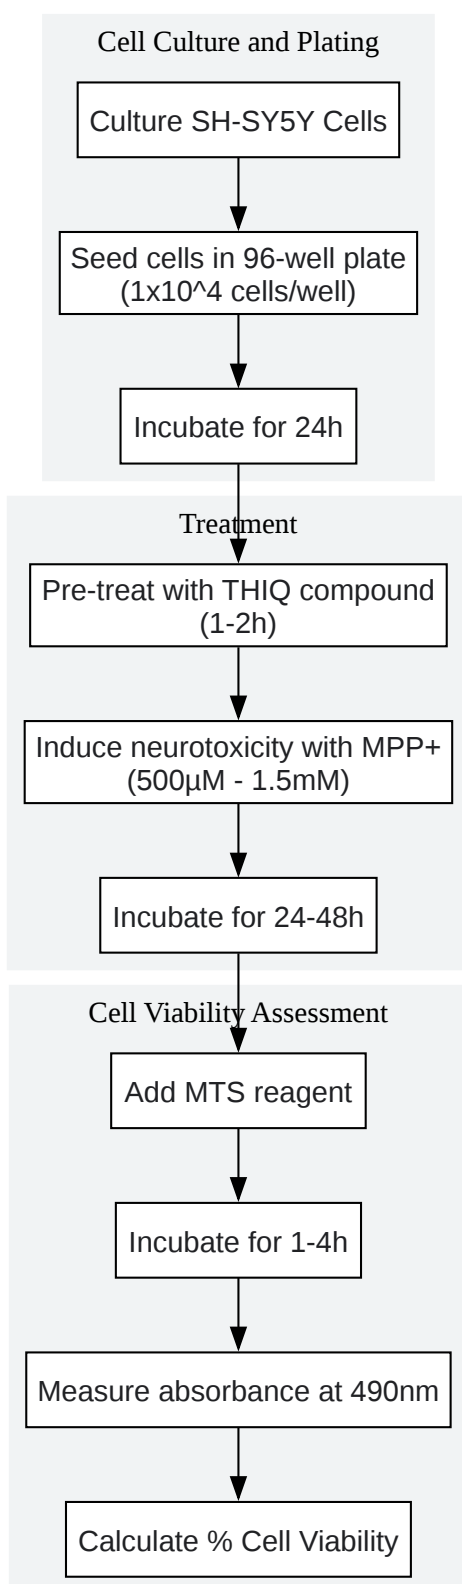 Cell Culture and Plating
Culture SH-SY5Y Cells
Seed cells in 96-well plate
(1x10^4 cells/well)
Incubate for 24h
Treatment
Pre-treat with THIQ compound
(1-2h)
Induce neurotoxicity with MPP+
(500µM - 1.5mM)
Incubate for 24-48h
Cell Viability Assessment
Add MTS reagent
Incubate for 1-4h
Measure absorbance at 490nm
Calculate % Cell Viability